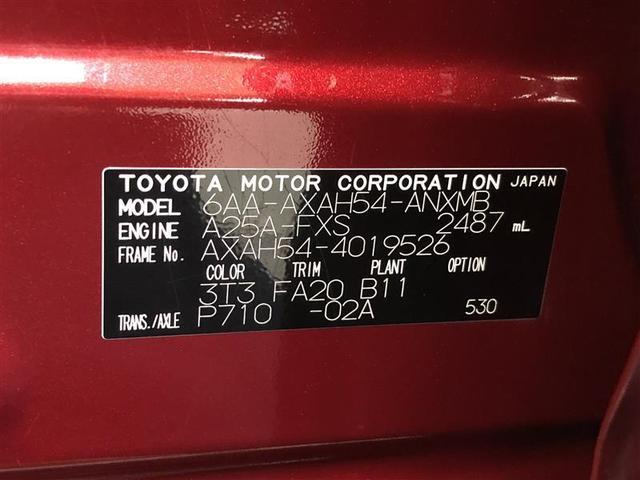 TOYOTA MOTOR CORPORATION JAPAN
MODEL 6AA-AXAH54-ANXMB
ENGINE A25A-FXS 2487 mL
FRAME No. AXAH54-4019526
COLOR TRIM PLANT OPTION
3T3 FA20 B11
TRANS./AXLE P710 -02A 530